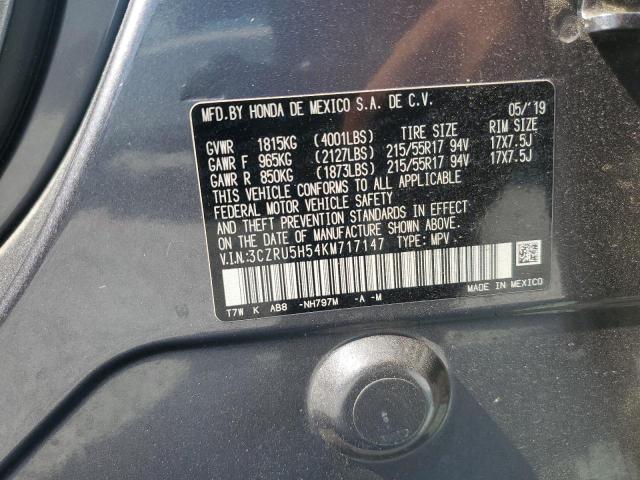 MFD.BY HONDA DE MEXICO S.A. DE C.V. 05/'19
GVWR 1815KG (4001LBS) TIRE SIZE RIM SIZE
GAWR F 965KG (2127LBS) 215/55R17 94V 17X7.5J
GAWR R 850KG (1873LBS) 215/55R17 94V 17X7.5J
THIS VEHICLE CONFORMS TO ALL APPLICABLE
FEDERAL MOTOR VEHICLE SAFETY
AND THEFT PREVENTION STANDARDS IN EFFECT
ON THE DATE OF MANUFACTURE SHOWN ABOVE.
V.I.N:3CZRU5H54KM717147 TYPE: MPV
T7W K AB8 -NH797M -A -M MADE IN MEXICO